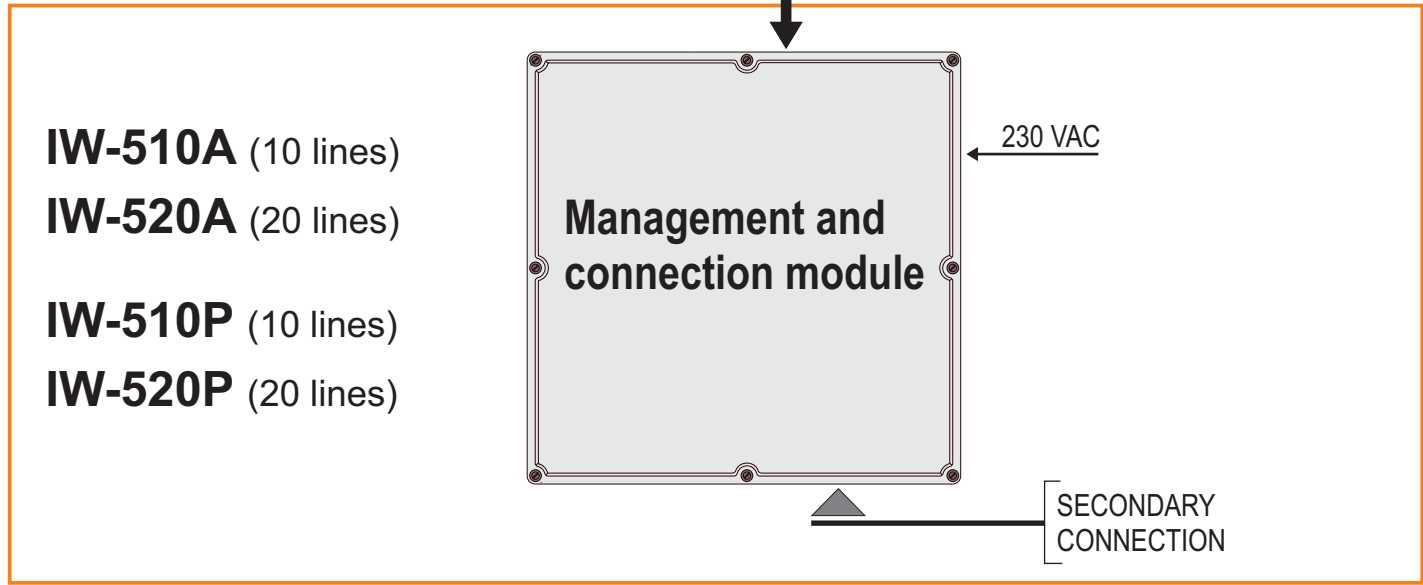 IW-510A (10 lines)
IW-520A (20 lines)
IW-510P (10 lines)
IW-520P (20 lines)
Management and
connection module
230 VAC
SECONDARY
CONNECTION